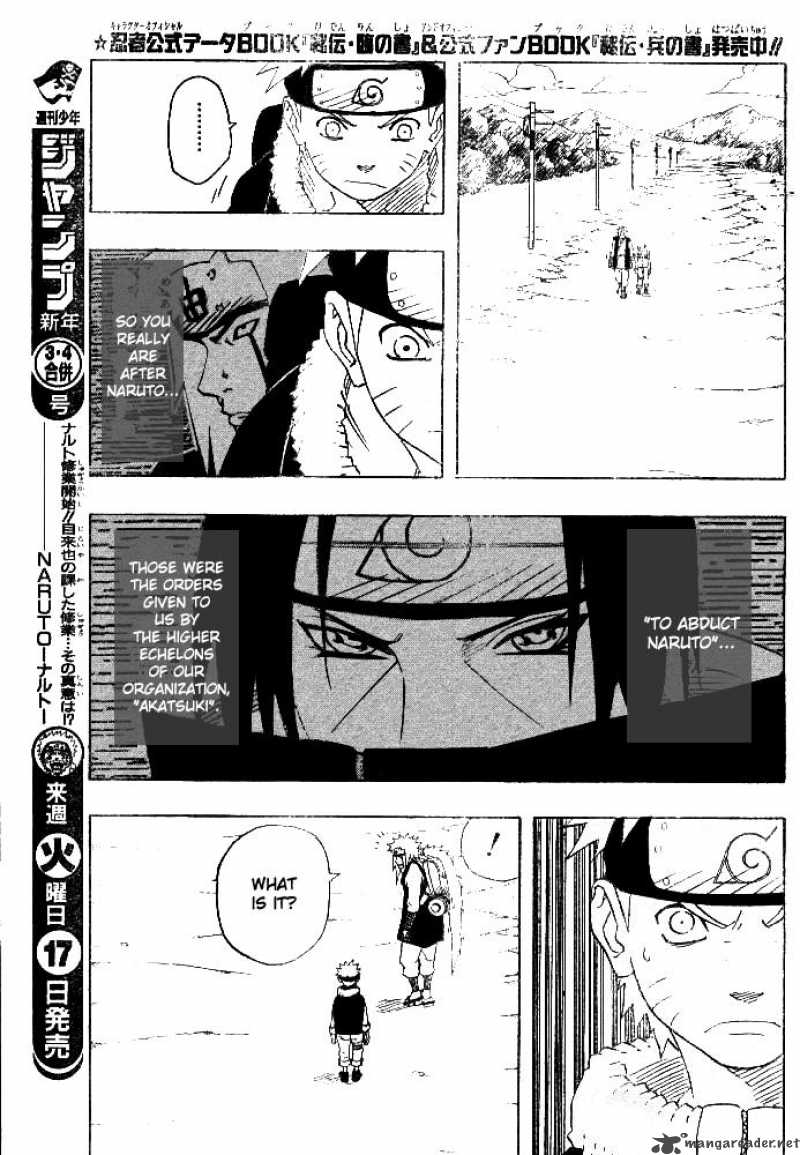 ☆忍者公式データBOOK『秘伝・臨の書』&公式ファンBOOK『秘伝・兵の書』発売中!!
週刊少年
ジャンプ
新年
3・4
合併
号
ナルト修業開始!!自来也の課した修業…その真意は!?
NARUTO—ナルト—
来週
火
曜日
17
日発売
………
SO YOU
REALLY
ARE
AFTER
NARUTO...
"TO ABDUCT
NARUTO"...
THOSE WERE
THE ORDERS
GIVEN TO
US BY
THE HIGHER
ECHELONS
OF OUR
ORGANIZATION,
"AKATSUKI".
!
WHAT
IS IT?
mangareader.net